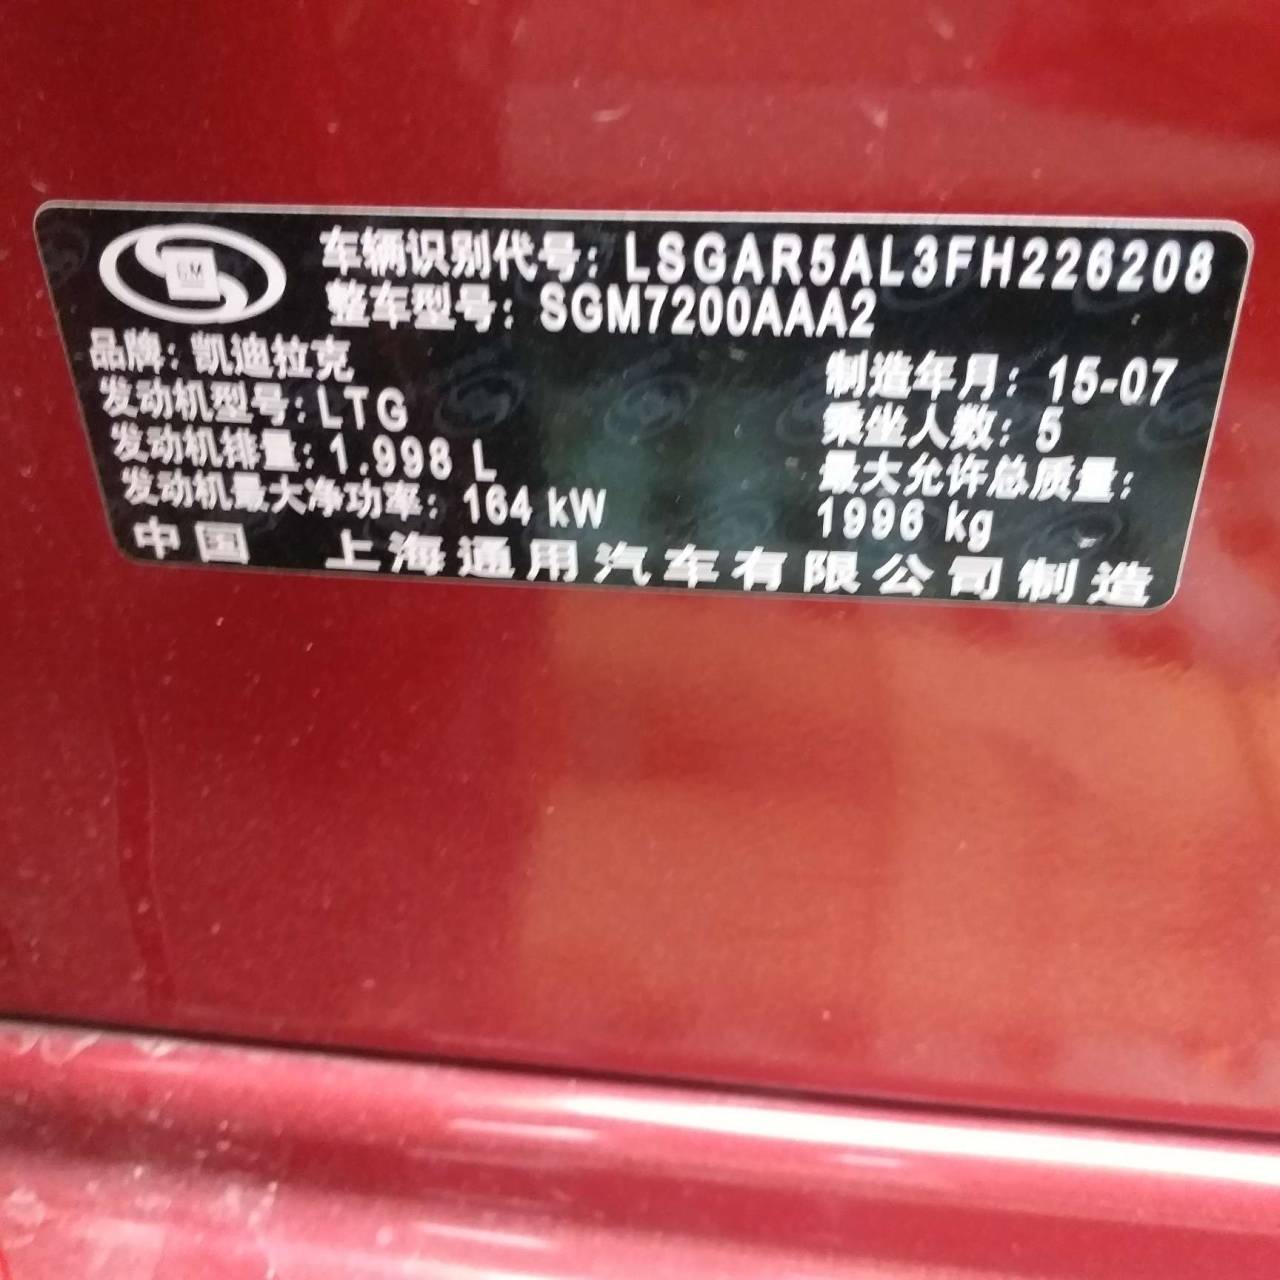 GM
车辆识别代号: LSGAR5AL3FH226208
整车型号: SGM7200AAA2
品牌: 凯迪拉克
制造年月: 15-07
发动机型号: LTG
乘坐人数: 5
发动机排量: 1.998 L
最大允许总质量:
1996 kg
发动机最大净功率: 164 kW
中国 上海通用汽车有限公司制造